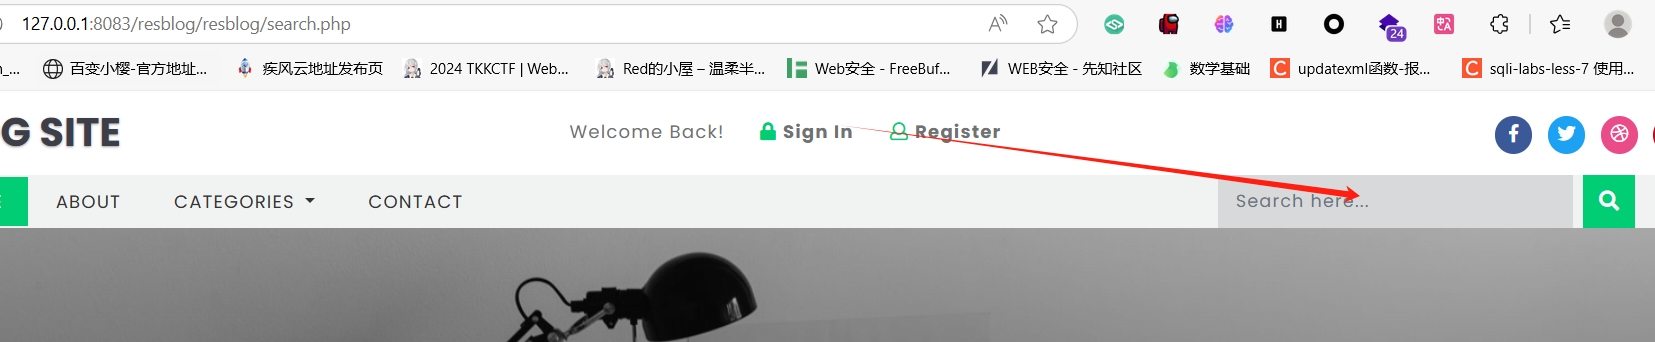 127.0.0.1:8083/resblog/resblog/search.php
24
百变小樱-官方地址... 疾风云地址发布页 2024 TKKCTF | Web... Red的小屋 – 温柔半... Web安全 - FreeBuf... WEB安全 - 先知社区 数学基础 updatexml函数-报... sqli-labs-less-7 使用...
G SITE Welcome Back! Sign In Register
ABOUT CATEGORIES CONTACT Search here...